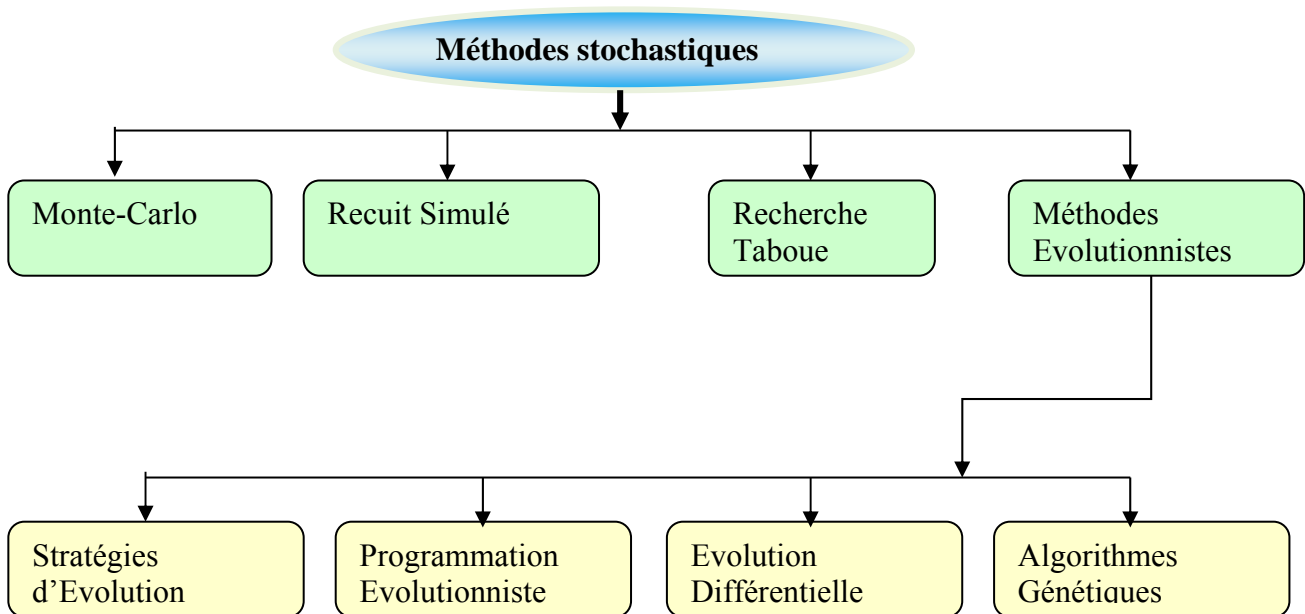 Méthodes stochastiques
Monte-Carlo
Recuit Simulé
Recherche
Taboue
Méthodes
Evolutionnistes
Stratégies
d’Evolution
Programmation
Evolutionniste
Evolution
Différentielle
Algorithmes
Génétiques